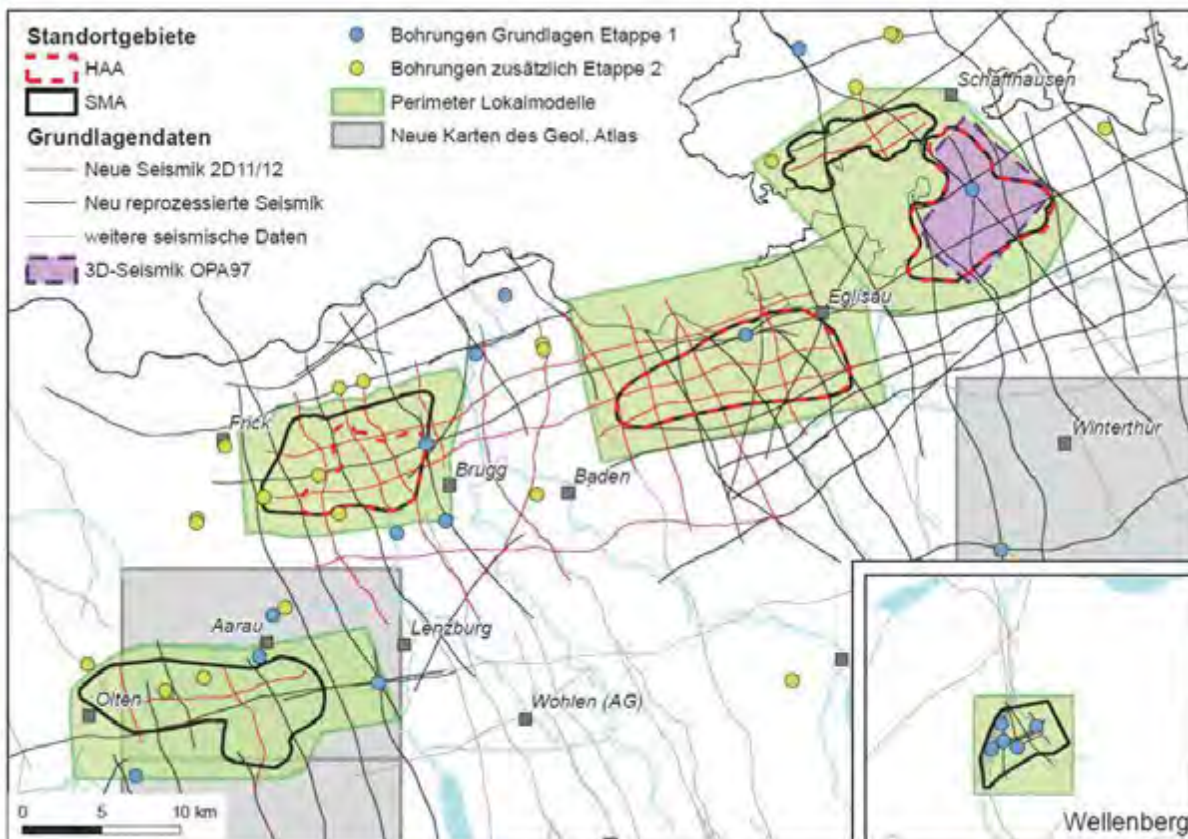 Standortgebiete
HAA
SMA
Grundlagendaten
Neue Seismik 2D11/12
Neu reprozessierte Seismik
weitere seismische Daten
3D-Seismik OPA97
Bohrungen Grundlagen Etappe 1
Bohrungen zusätzlich Etappe 2
Perimeter Lokalmodelle
Neue Karten des Geol. Atlas
Schaffhausen
Eglisau
Frick
Winterthur
Brugg
Baden
Aarau
Lenzburg
Olten
Wohlen (AG)
0 5 10 km
Wellenberg